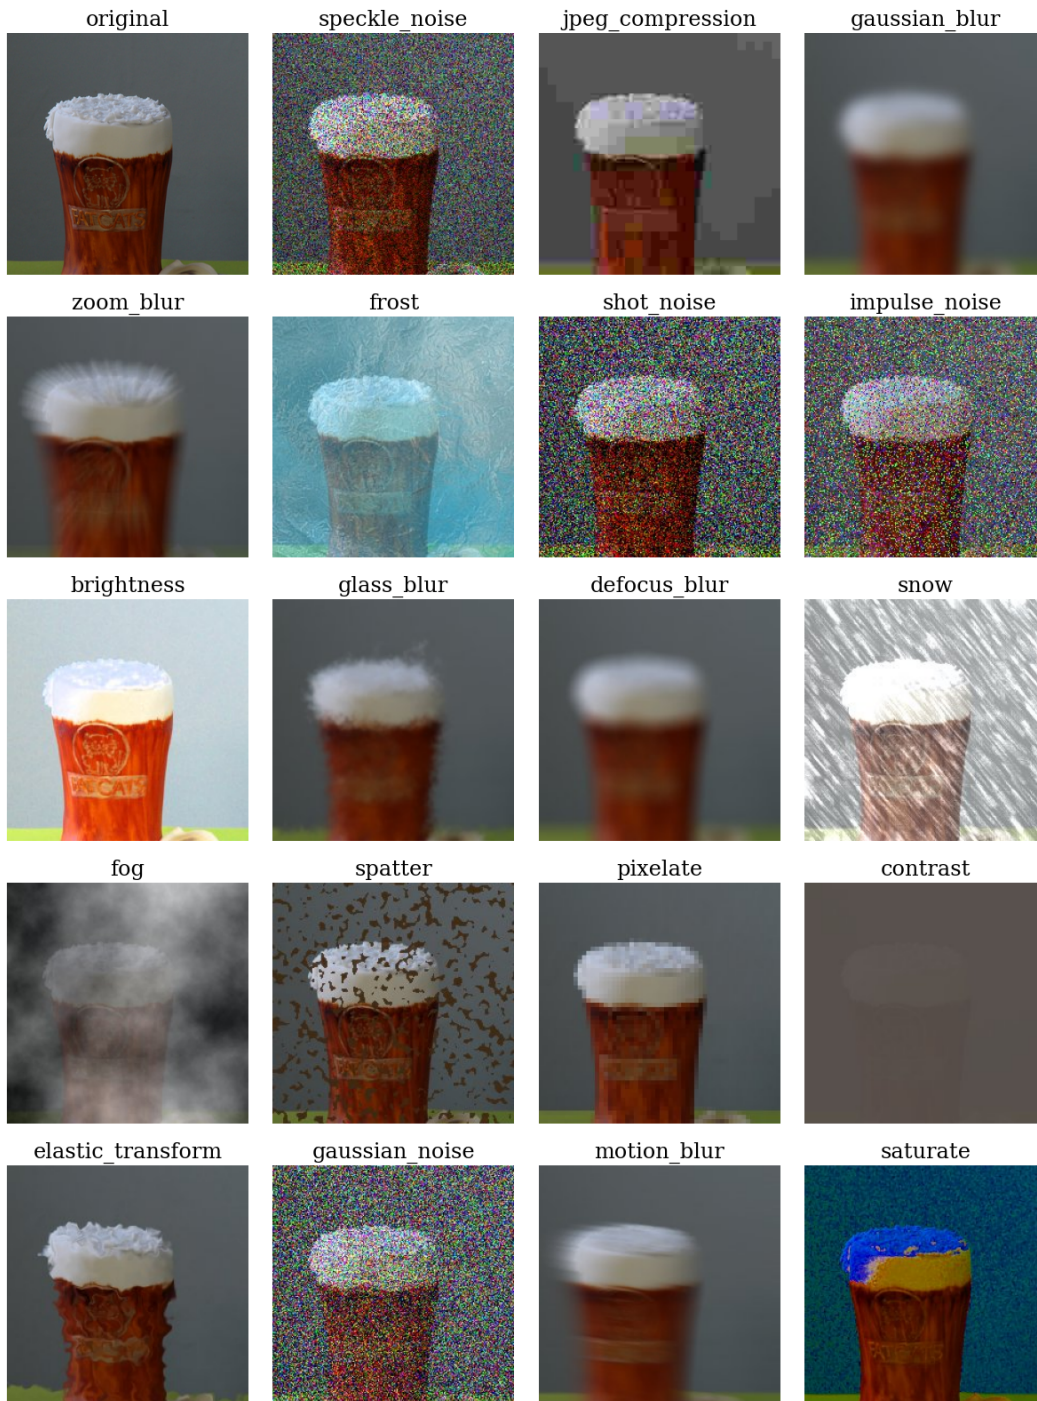 original speckle_noise jpeg_compression gaussian_blur
zoom_blur frost shot_noise impulse_noise
brightness glass_blur defocus_blur snow
fog spatter pixelate contrast
elastic_transform gaussian_noise motion_blur saturate